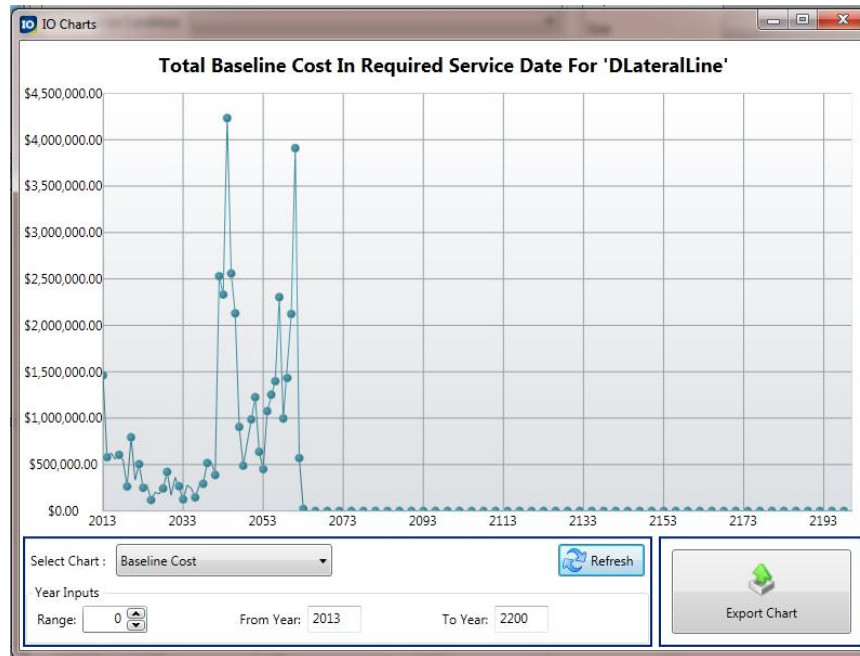 IO IO Charts
Total Baseline Cost In Required Service Date For 'DLateralLine'
$4,500,000.00
$4,000,000.00
$3,500,000.00
$3,000,000.00
$2,500,000.00
$2,000,000.00
$1,500,000.00
$1,000,000.00
$500,000.00
$0.00
2013 2033 2053 2073 2093 2113 2133 2153 2173 2193
Select Chart : Baseline Cost Refresh
Year Inputs
Range: 0 From Year: 2013 To Year: 2200
Export Chart